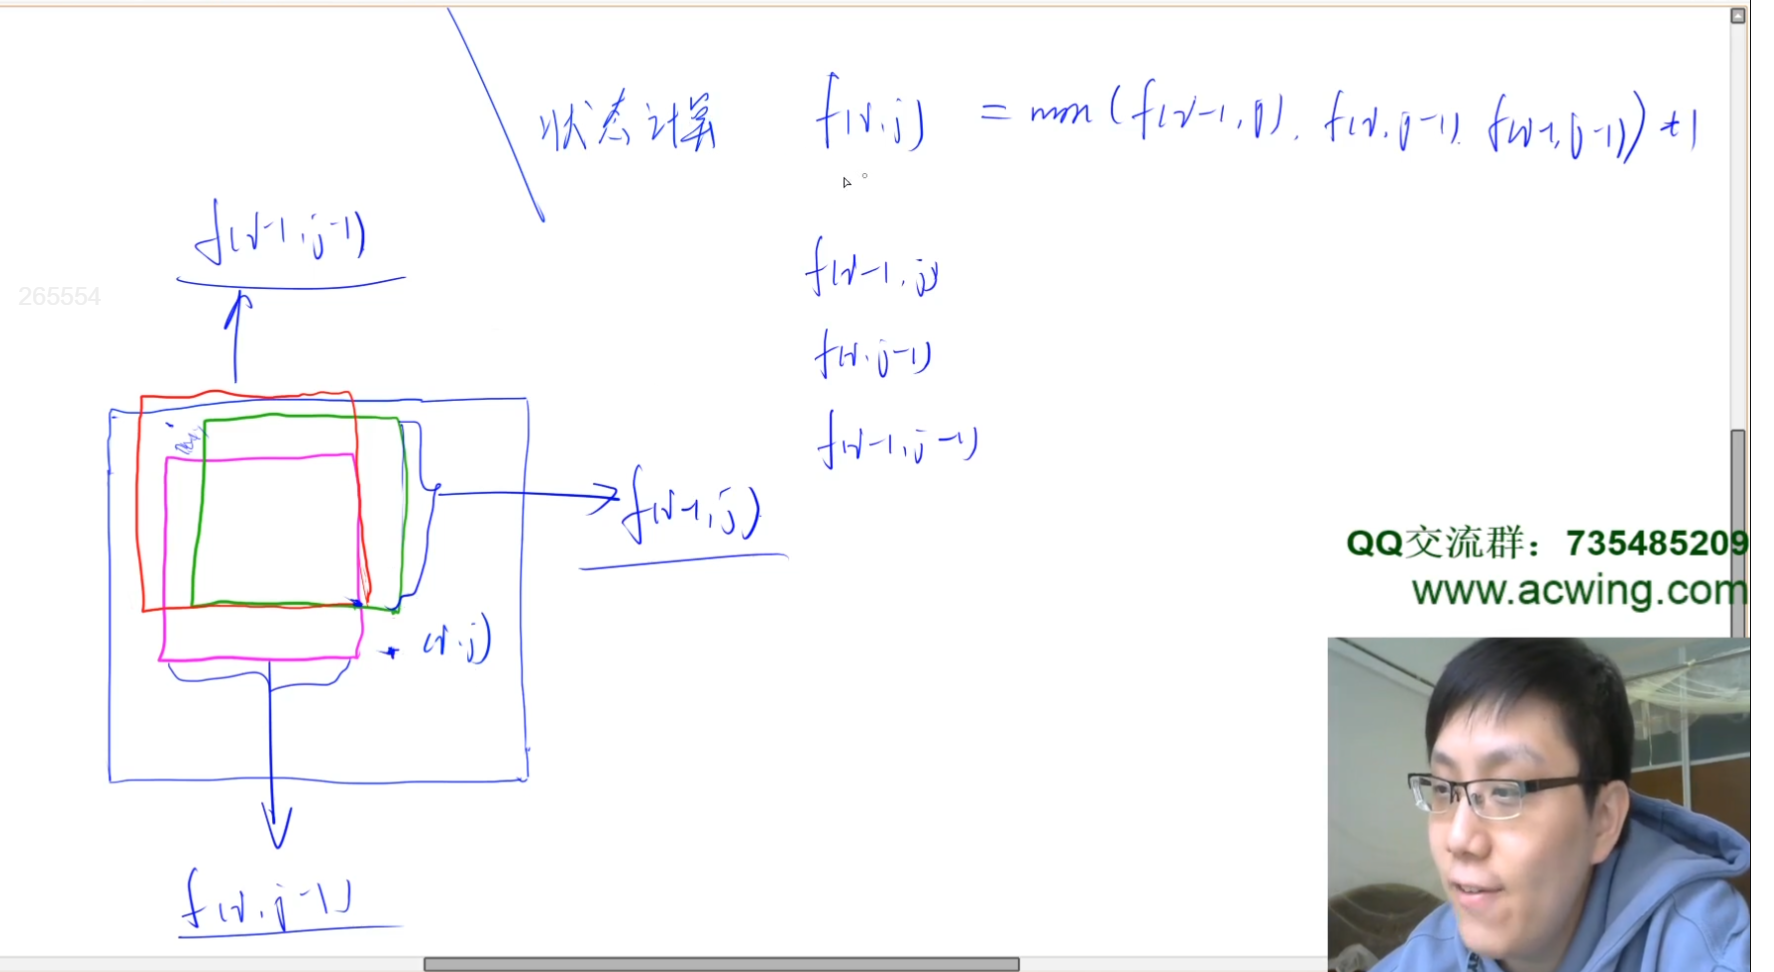 状态计算 f(i,j) = min(f(i-1,j), f(i,j-1), f(i-1,j-1))+1
f(i-1,j-1)
f(i-1,j)
265554
f(i,j-1)
f(i-1,j-1)
f(i-1,j)
QQ交流群：735485209
www.acwing.com
(i,j)
f(i,j-1)